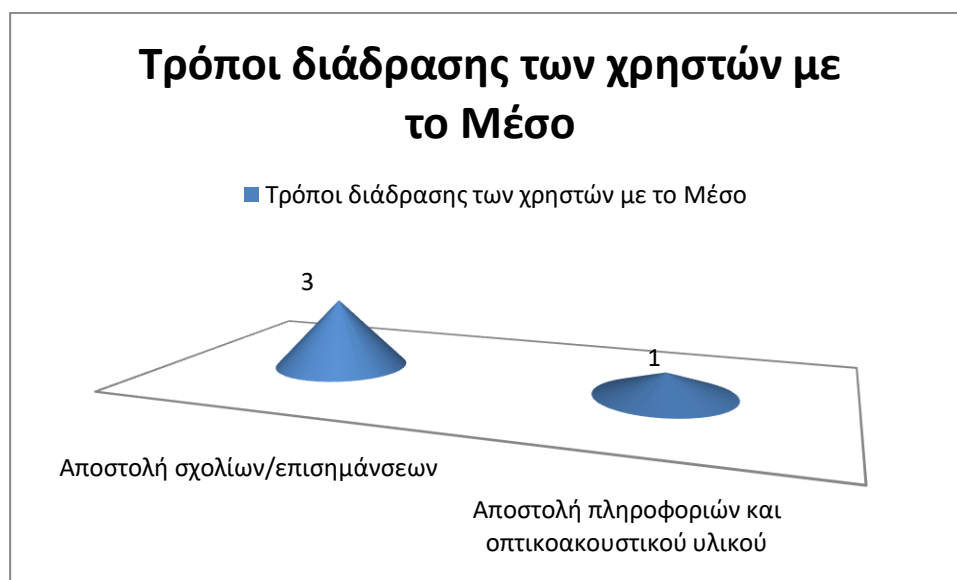 Τρόποι διάδρασης των χρηστών με
το Μέσο
Τρόποι διάδρασης των χρηστών με το Μέσο
3
1
Αποστολή σχολίων/επισημάνσεων
Αποστολή πληροφοριών και
οπτικοακουστικού υλικού